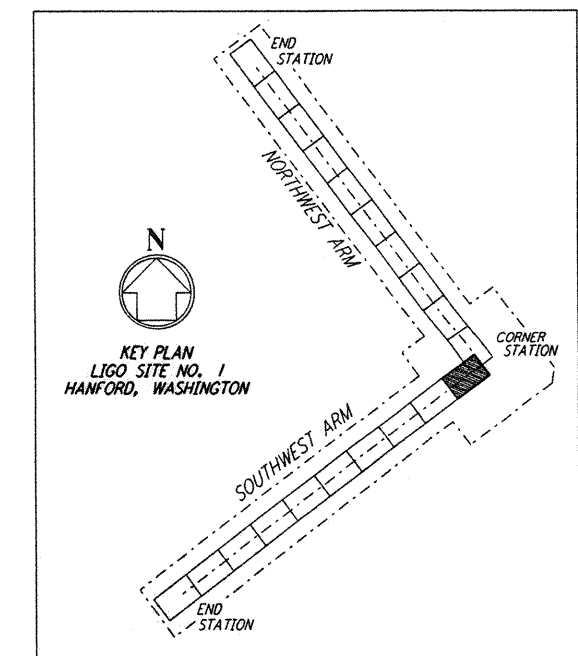 END
STATION
NORTHWEST ARM
N
KEY PLAN
LIGO SITE NO. 1
HANFORD, WASHINGTON
CORNER
STATION
SOUTHWEST ARM
END
STATION